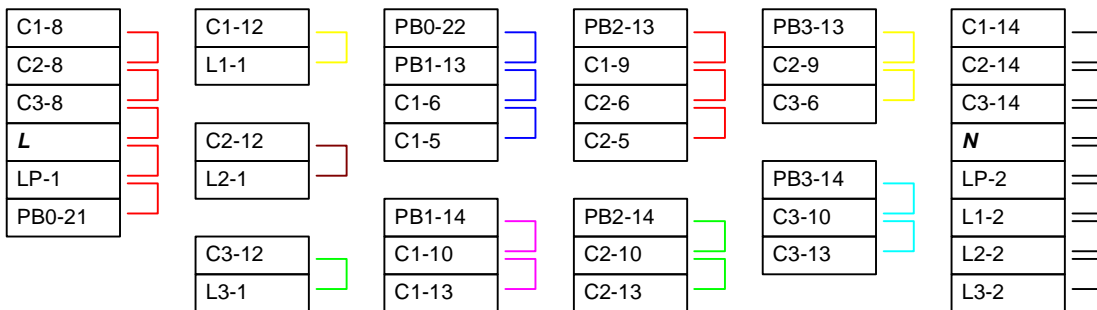 C1-8
C2-8
C3-8
L
LP-1
PB0-21
C1-12
L1-1
C2-12
L2-1
C3-12
L3-1
PB0-22
PB1-13
C1-6
C1-5
PB1-14
C1-10
C1-13
PB2-13
C1-9
C2-6
C2-5
PB2-14
C2-10
C2-13
PB3-13
C2-9
C3-6
PB3-14
C3-10
C3-13
C1-14
C2-14
C3-14
N
LP-2
L1-2
L2-2
L3-2